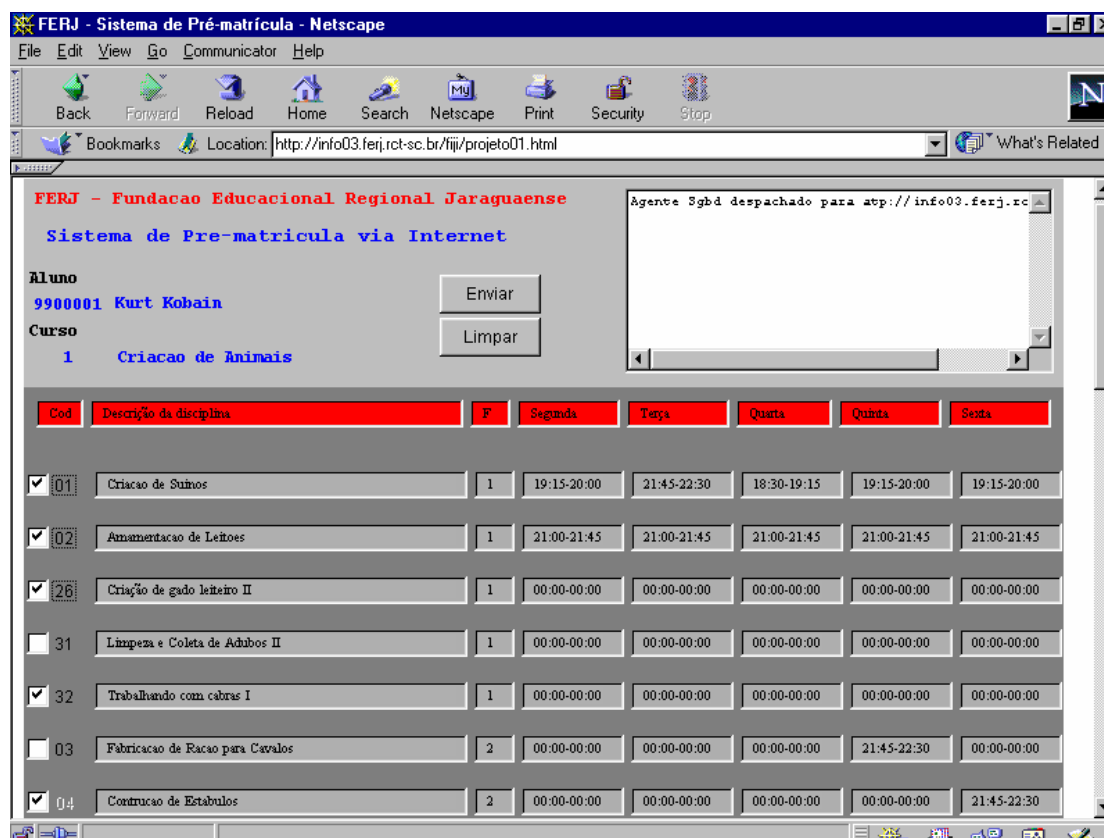 FERJ - Sistema de Pré-matrícula - Netscape
File Edit View Go Communicator Help
Back Forward Reload Home Search Netscape Print Security Stop
My
N
Bookmarks Location: http://info03.ferj.rct-sc.br/fiji/projeto01.html What's Related
FERJ - Fundacao Educacional Regional Jaraguaense
Sistema de Pre-matricula via Internet
Agente Sgbd despachado para atp://info03.ferj.rc
Aluno
9900001 Kurt Kobain
Enviar
Curso
Limpar
1 Criacao de Animais
Cod Descrição da disciplina F Segunda Terça Quarta Quinta Sexta
01 Criacao de Suinos 1 19:15-20:00 21:45-22:30 18:30-19:15 19:15-20:00 19:15-20:00
02 Amamentacao de Leitoes 1 21:00-21:45 21:00-21:45 21:00-21:45 21:00-21:45 21:00-21:45
26 Criação de gado leiteiro II 1 00:00-00:00 00:00-00:00 00:00-00:00 00:00-00:00 00:00-00:00
31 Limpeza e Coleta de Adubos II 1 00:00-00:00 00:00-00:00 00:00-00:00 00:00-00:00 00:00-00:00
32 Trabalhando com cabras I 1 00:00-00:00 00:00-00:00 00:00-00:00 00:00-00:00 00:00-00:00
03 Fabricacao de Racao para Cavalos 2 00:00-00:00 00:00-00:00 00:00-00:00 21:45-22:30 00:00-00:00
04 Contrucao de Estabulos 2 00:00-00:00 00:00-00:00 00:00-00:00 00:00-00:00 21:45-22:30